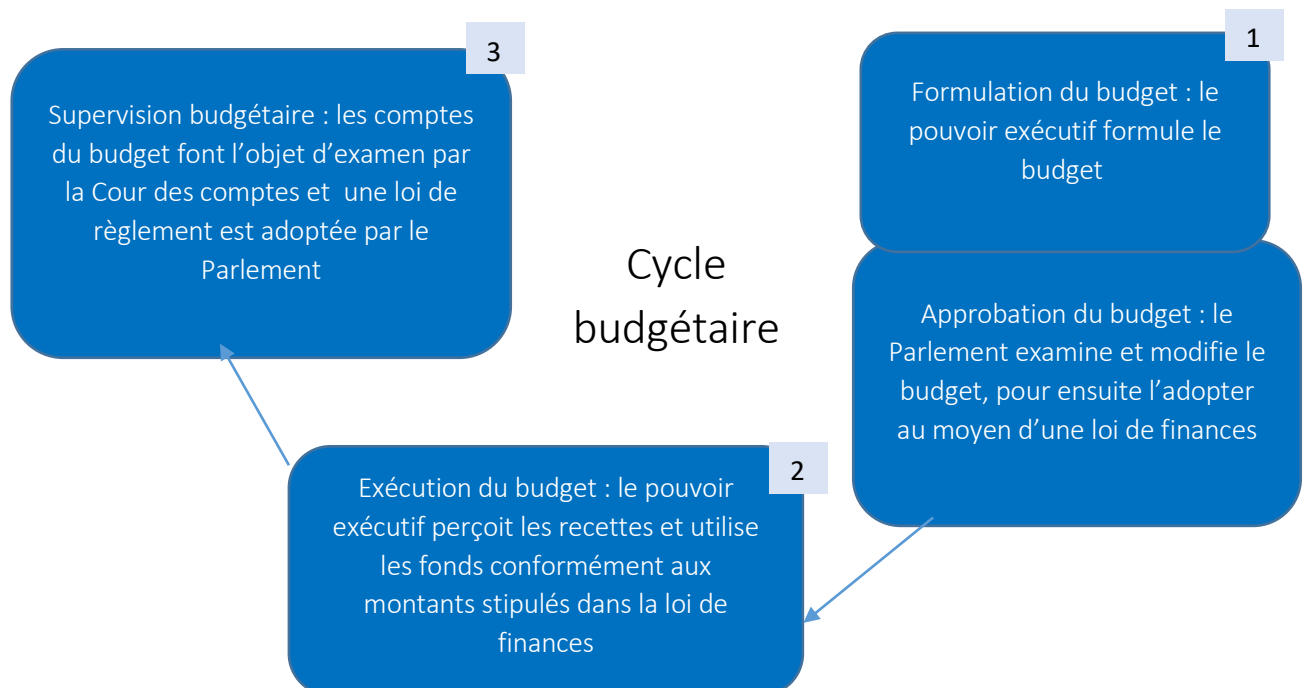 1
Formulation du budget : le
pouvoir exécutif formule le
budget
Approbation du budget : le
Parlement examine et modifie le
budget, pour ensuite l’adopter
au moyen d’une loi de finances
2
Exécution du budget : le pouvoir
exécutif perçoit les recettes et utilise
les fonds conformément aux
montants stipulés dans la loi de
finances
3
Supervision budgétaire : les comptes
du budget font l’objet d’examen par
la Cour des comptes et  une loi de
règlement est adoptée par le
Parlement
Cycle
budgétaire